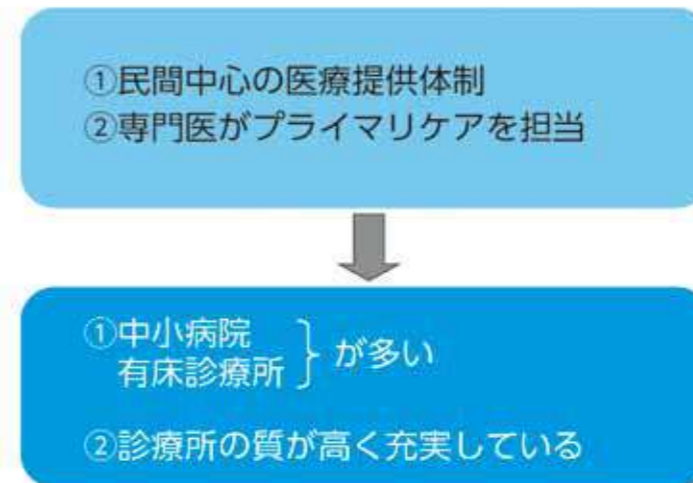 ①民間中心の医療提供体制
②専門医がプライマリケアを担当
①中小病院
有床診療所 } が多い
②診療所の質が高く充実している